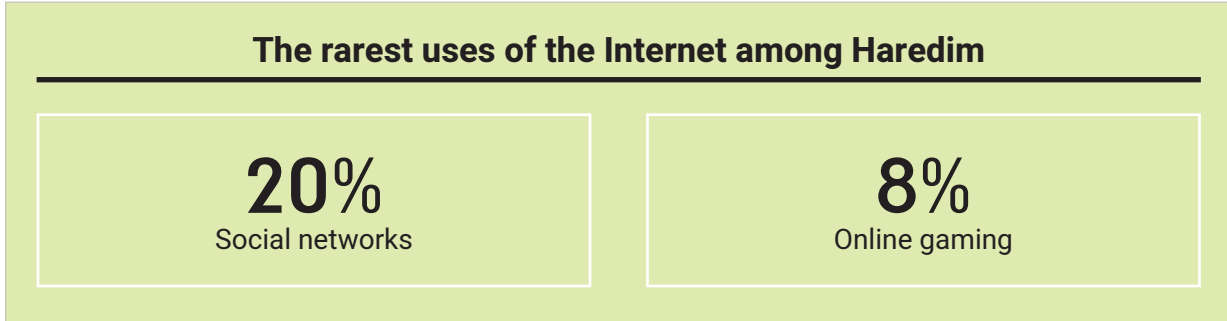 The rarest uses of the Internet among Haredim
20%
Social networks
8%
Online gaming